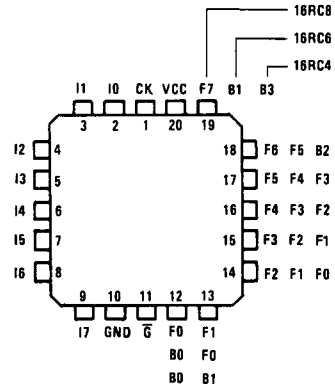 16RC8
16RC6
16RC4
I1 I0 CK VCC F7 B1 B3
3 2 1 20 19
I2 4 18 F6 F5 B2
I3 5 17 F5 F4 F3
I4 6 16 F4 F3 F2
I5 7 15 F3 F2 F1
I6 8 14 F2 F1 F0
9 10 11 12 13
I7 GND G̅ F0 F1
B0 F0
B0 B1